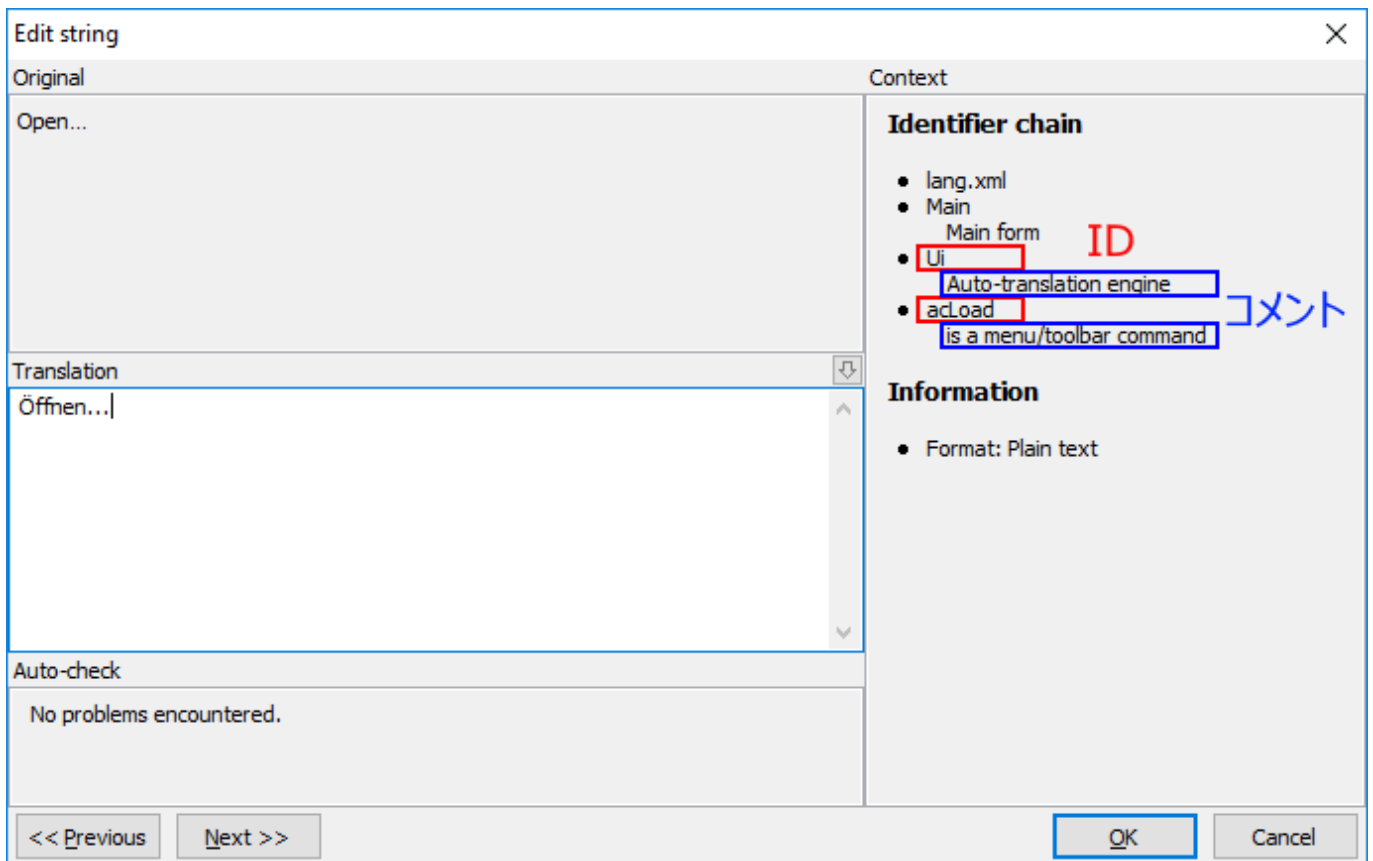 Edit string
Original
Open...
Translation
Öffnen...
Auto-check
No problems encountered.
<< Previous
Next >>
Context
Identifier chain
lang.xml
Main
Main form
Ui
ID
Auto-translation engine
acLoad
コメント
is a menu/toolbar command
Information
Format: Plain text
OK
Cancel